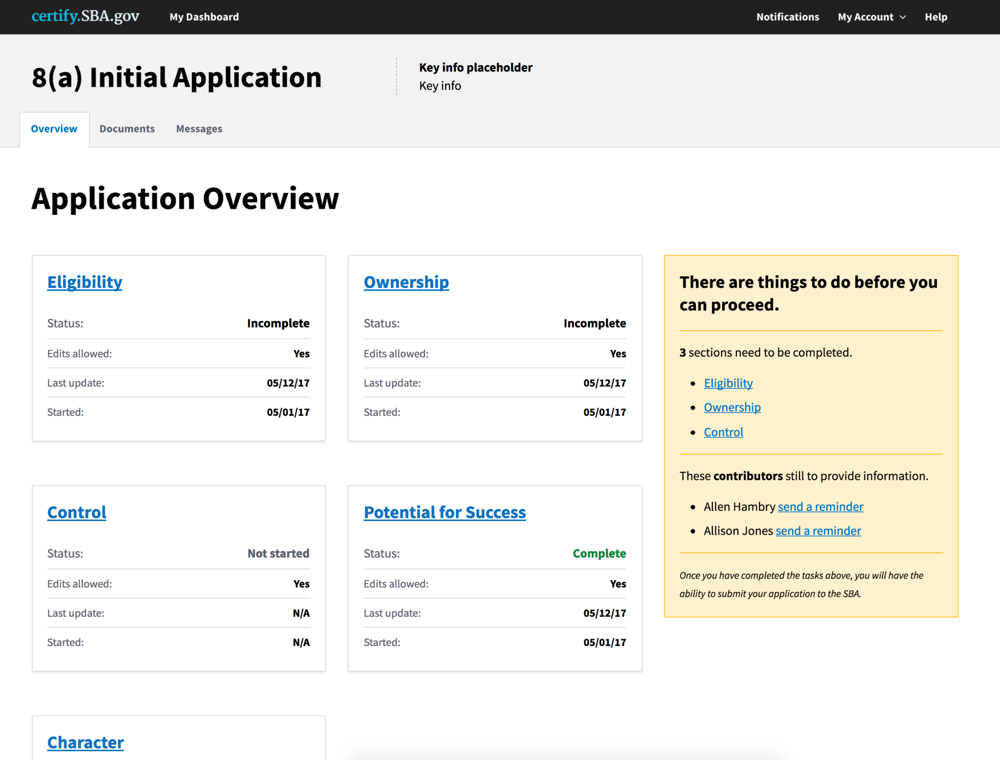 certify.SBA.gov My Dashboard Notifications My Account Help
8(a) Initial Application
Key info placeholder
Key info
Overview Documents Messages
Application Overview
Eligibility
Status: Incomplete
Edits allowed: Yes
Last update: 05/12/17
Started: 05/01/17
Ownership
Status: Incomplete
Edits allowed: Yes
Last update: 05/12/17
Started: 05/01/17
There are things to do before you
can proceed.
3 sections need to be completed.
Eligibility
Ownership
Control
These contributors still to provide information.
Allen Hambry send a reminder
Allison Jones send a reminder
Once you have completed the tasks above, you will have the
ability to submit your application to the SBA.
Control
Status: Not started
Edits allowed: Yes
Last update: N/A
Started: N/A
Potential for Success
Status: Complete
Edits allowed: Yes
Last update: 05/12/17
Started: 05/01/17
Character